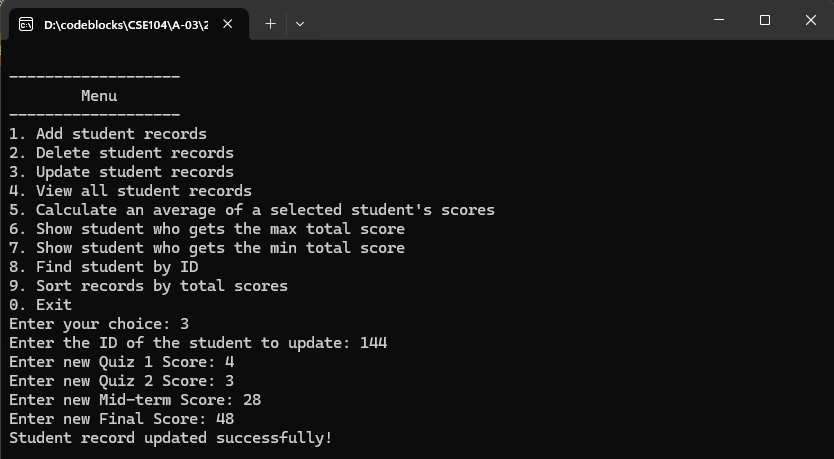 D:\codeblocks\CSE104\A-03\2
-------------------
Menu
-------------------
1. Add student records
2. Delete student records
3. Update student records
4. View all student records
5. Calculate an average of a selected student's scores
6. Show student who gets the max total score
7. Show student who gets the min total score
8. Find student by ID
9. Sort records by total scores
0. Exit
Enter your choice: 3
Enter the ID of the student to update: 144
Enter new Quiz 1 Score: 4
Enter new Quiz 2 Score: 3
Enter new Mid-term Score: 28
Enter new Final Score: 48
Student record updated successfully!